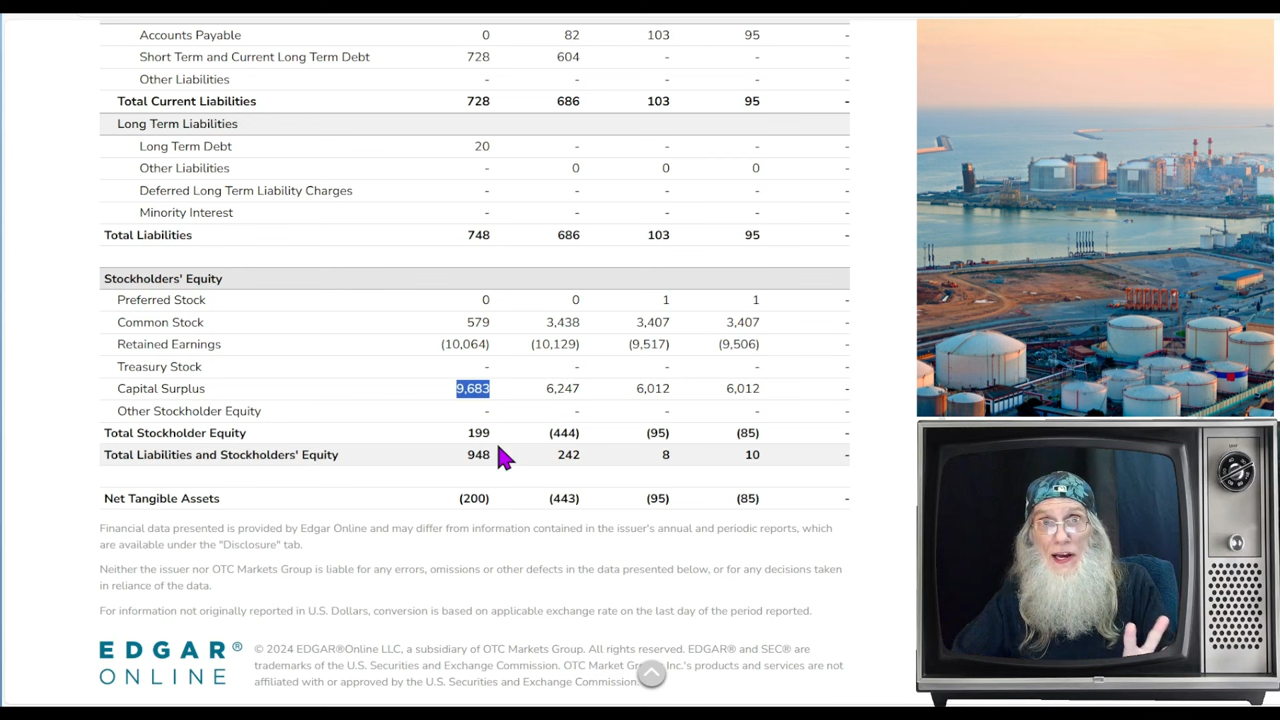 Accounts Payable 0 82 103 95 -
Short Term and Current Long Term Debt 728 604 - - -
Other Liabilities - - - - -
Total Current Liabilities 728 686 103 95 -
Long Term Liabilities
Long Term Debt 20 - - - -
Other Liabilities - 0 0 0 -
Deferred Long Term Liability Charges - - - - -
Minority Interest - - - - -
Total Liabilities 748 686 103 95 -
Stockholders' Equity
Preferred Stock 0 0 1 1 -
Common Stock 579 3,438 3,407 3,407 -
Retained Earnings (10,064) (10,129) (9,517) (9,506) -
Treasury Stock - - - - -
Capital Surplus 9,683 6,247 6,012 6,012 -
Other Stockholder Equity - - - - -
Total Stockholder Equity 199 (444) (95) (85) -
Total Liabilities and Stockholders' Equity 948 242 8 10 -
Net Tangible Assets (200) (443) (95) (85) -
Financial data presented is provided by Edgar Online and may differ from information contained in the issuer's annual and periodic reports, which
are available under the "Disclosure" tab.
Neither the issuer nor OTC Markets Group is liable for any errors, omissions or other defects in the data presented below, or for any decisions taken
in reliance of the data.
For information not originally reported in U.S. Dollars, conversion is based on applicable exchange rate on the last day of the period reported.
EDGAR®
ONLINE
© 2024 EDGAR®Online LLC, a subsidiary of OTC Markets Group. All rights reserved. EDGAR® and SEC® are
trademarks of the U.S. Securities and Exchange Commission. OTC Market Inc.'s products and services are not
affiliated with or approved by the U.S. Securities and Exchange Commission.